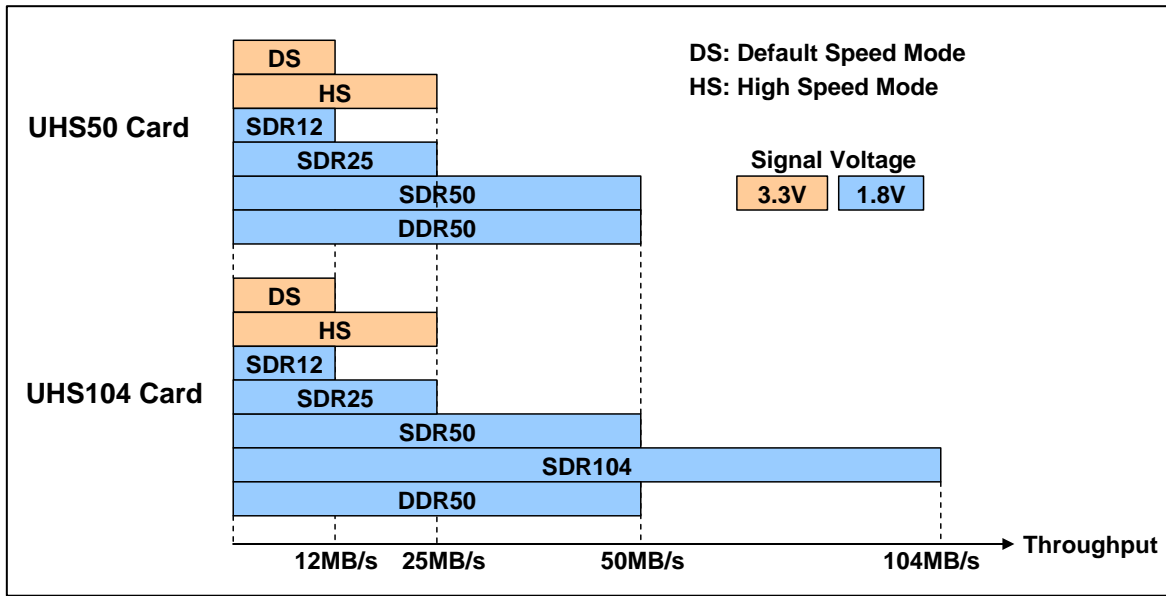 DS
HS
UHS50 Card
SDR12
SDR25
SDR50
DDR50
DS: Default Speed Mode
HS: High Speed Mode
Signal Voltage
3.3V
1.8V
DS
HS
UHS104 Card
SDR12
SDR25
SDR50
SDR104
DDR50
12MB/s
25MB/s
50MB/s
104MB/s
Throughput